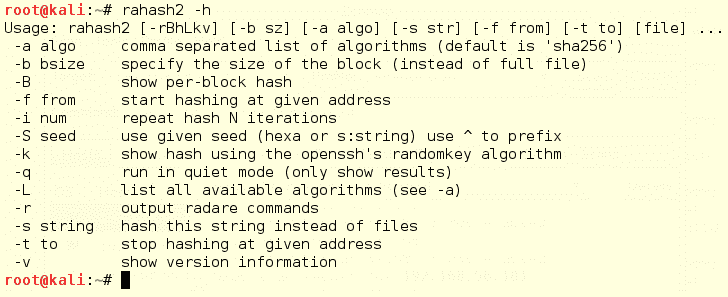 root@kali:~# rahash2 -h
Usage: rahash2 [-rBhLkv] [-b sz] [-a algo] [-s str] [-f from] [-t to] [file] ...
 -a algo     comma separated list of algorithms (default is 'sha256')
 -b bsize    specify the size of the block (instead of full file)
 -B          show per-block hash
 -f from     start hashing at given address
 -i num      repeat hash N iterations
 -S seed     use given seed (hexa or s:string) use ^ to prefix
 -k          show hash using the openssh's randomkey algorithm
 -q          run in quiet mode (only show results)
 -L          list all available algorithms (see -a)
 -r          output radare commands
 -s string   hash this string instead of files
 -t to       stop hashing at given address
 -v          show version information
root@kali:~#